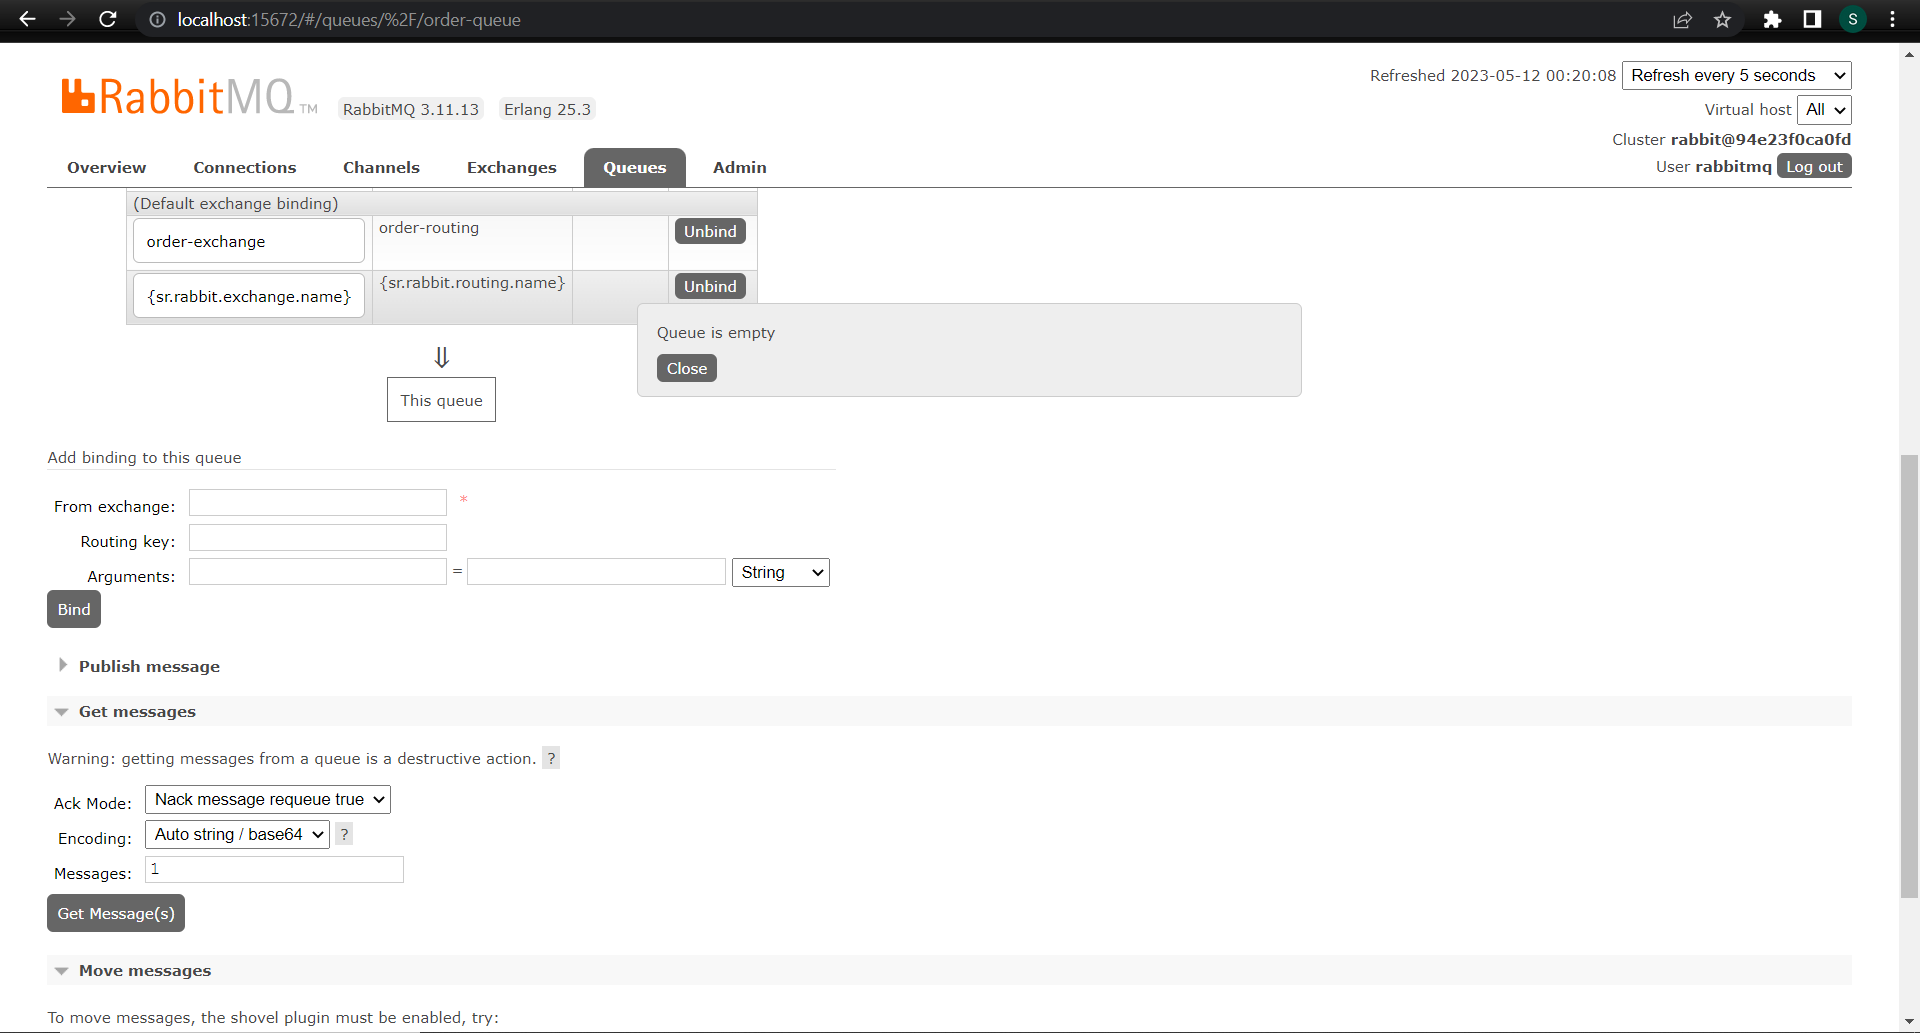 localhost:15672/#/queues/%2F/order-queue
S
RabbitMQ TM
RabbitMQ 3.11.13
Erlang 25.3
Refreshed 2023-05-12 00:20:08
Refresh every 5 seconds
Virtual host All
Cluster rabbit@94e23f0ca0fd
User rabbitmq Log out
Overview Connections Channels Exchanges Queues Admin
(Default exchange binding)
order-exchange order-routing Unbind
{sr.rabbit.exchange.name} {sr.rabbit.routing.name} Unbind
Queue is empty
Close
⇓
This queue
Add binding to this queue
From exchange: *
Routing key:
Arguments: = String
Bind
Publish message
Get messages
Warning: getting messages from a queue is a destructive action. ?
Ack Mode: Nack message requeue true
Encoding: Auto string / base64 ?
Messages: 1
Get Message(s)
Move messages
To move messages, the shovel plugin must be enabled, try: